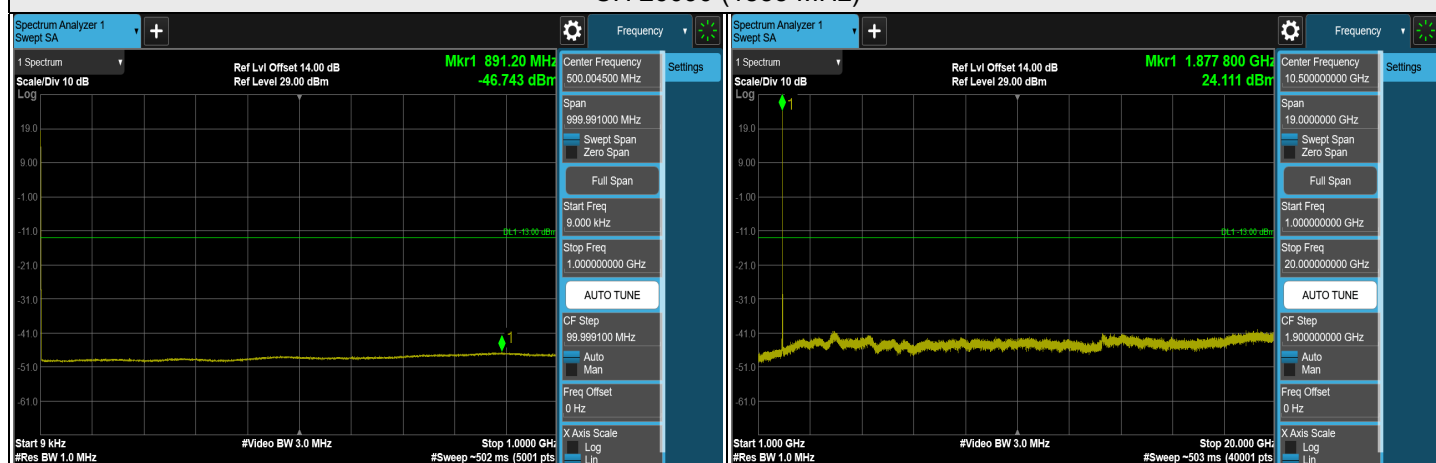 Spectrum Analyzer 1
Swept SA
+
Frequency
1 Spectrum
Scale/Div 10 dB
Ref Lvl Offset 14.00 dB
Ref Level 29.00 dBm
Mkr1 891.20 MHz
-46.743 dBm
Log
1
19.0
9.00
-1.00
-11.0
-21.0
-31.0
-41.0
-51.0
-61.0
DL1 -13.00 dBm
Start 9 kHz
#Res BW 1.0 MHz
#Video BW 3.0 MHz
Stop 1.0000 GHz
#Sweep ~502 ms (5001 pts
Center Frequency
500.004500 MHz
Settings
Span
999.991000 MHz
Swept Span
Zero Span
Full Span
Start Freq
9.000 kHz
Stop Freq
1.000000000 GHz
AUTO TUNE
CF Step
99.999100 MHz
Auto
Man
Freq Offset
0 Hz
X Axis Scale
Log
Lin
Spectrum Analyzer 1
Swept SA
+
Frequency
1 Spectrum
Scale/Div 10 dB
Ref Lvl Offset 14.00 dB
Ref Level 29.00 dBm
Mkr1 1.877 800 GHz
24.111 dBm
Log
1
19.0
9.00
-1.00
-11.0
-21.0
-31.0
-41.0
-51.0
-61.0
DL1 -13.00 dBm
Start 1.000 GHz
#Res BW 1.0 MHz
#Video BW 3.0 MHz
Stop 20.000 GHz
#Sweep ~503 ms (40001 pts
Center Frequency
10.500000000 GHz
Settings
Span
19.0000000 GHz
Swept Span
Zero Span
Full Span
Start Freq
1.000000000 GHz
Stop Freq
20.000000000 GHz
AUTO TUNE
CF Step
1.900000000 GHz
Auto
Man
Freq Offset
0 Hz
X Axis Scale
Log
Lin